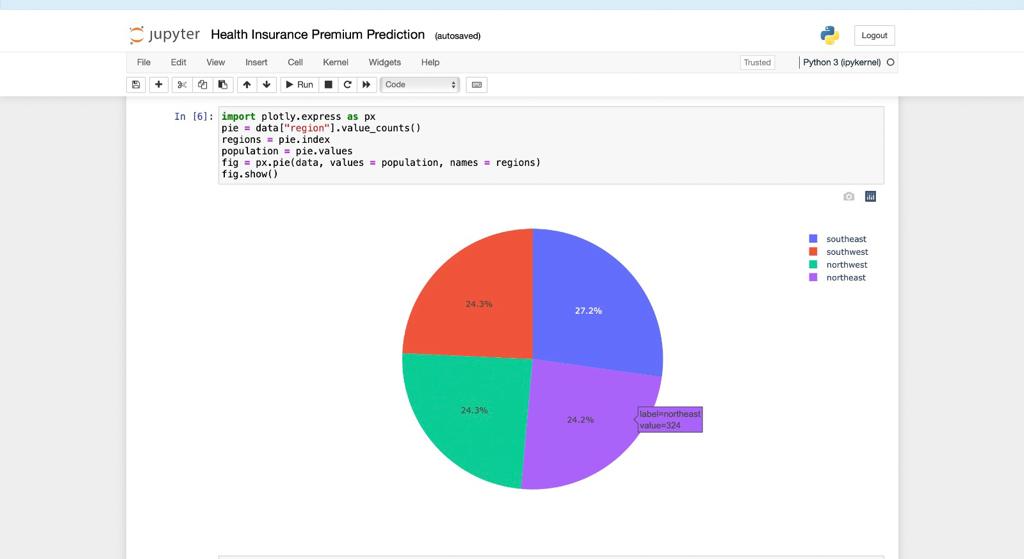 jupyter Health Insurance Premium Prediction (autosaved) Logout
File Edit View Insert Cell Kernel Widgets Help Trusted Python 3 (ipykernel)
Run Code
In [6]: import plotly.express as px
pie = data["region"].value_counts()
regions = pie.index
population = pie.values
fig = px.pie(data, values = population, names = regions)
fig.show()
southeast
southwest
northwest
northeast
24.3%
27.2%
24.3%
24.2%
label=northeast
value=324